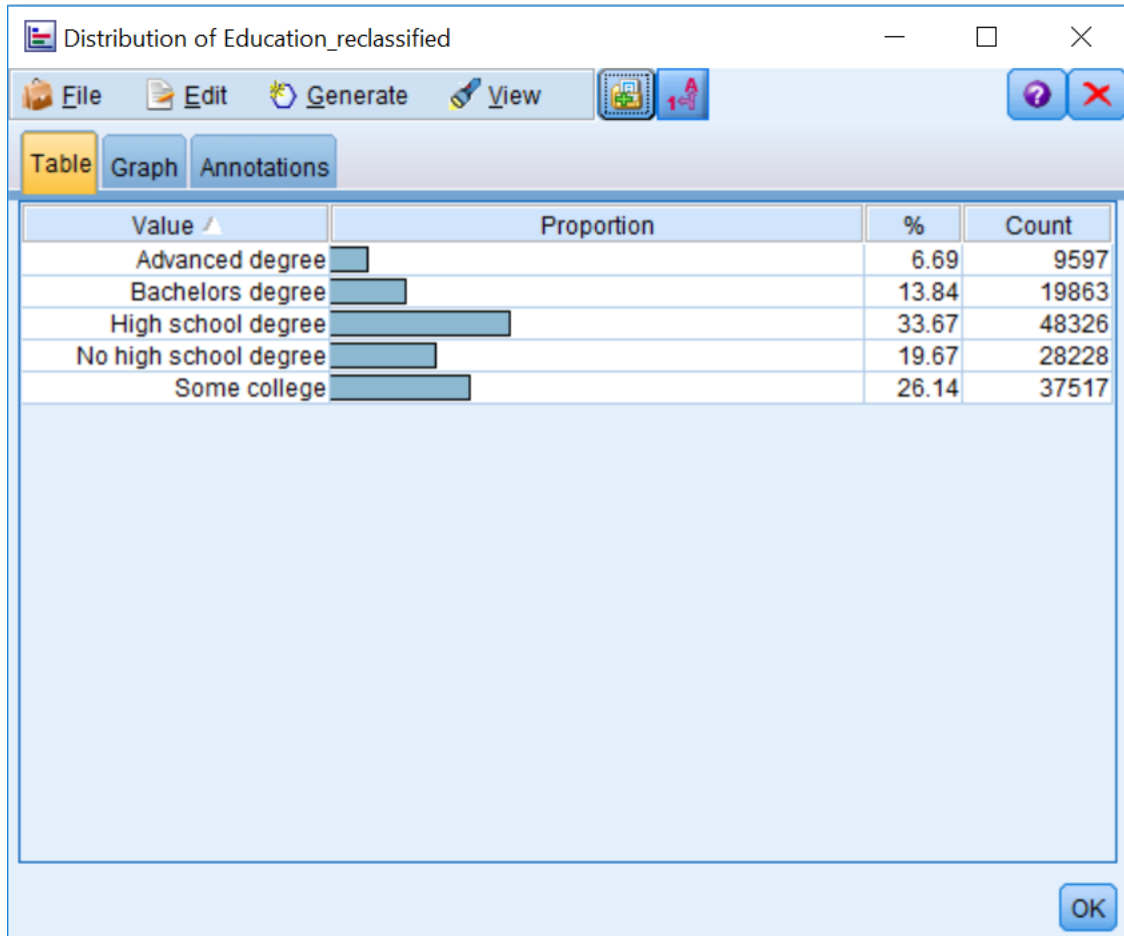 Distribution of Education_reclassified
File Edit Generate View
Table Graph Annotations
Value Proportion % Count
Advanced degree 6.69 9597
Bachelors degree 13.84 19863
High school degree 33.67 48326
No high school degree 19.67 28228
Some college 26.14 37517
OK